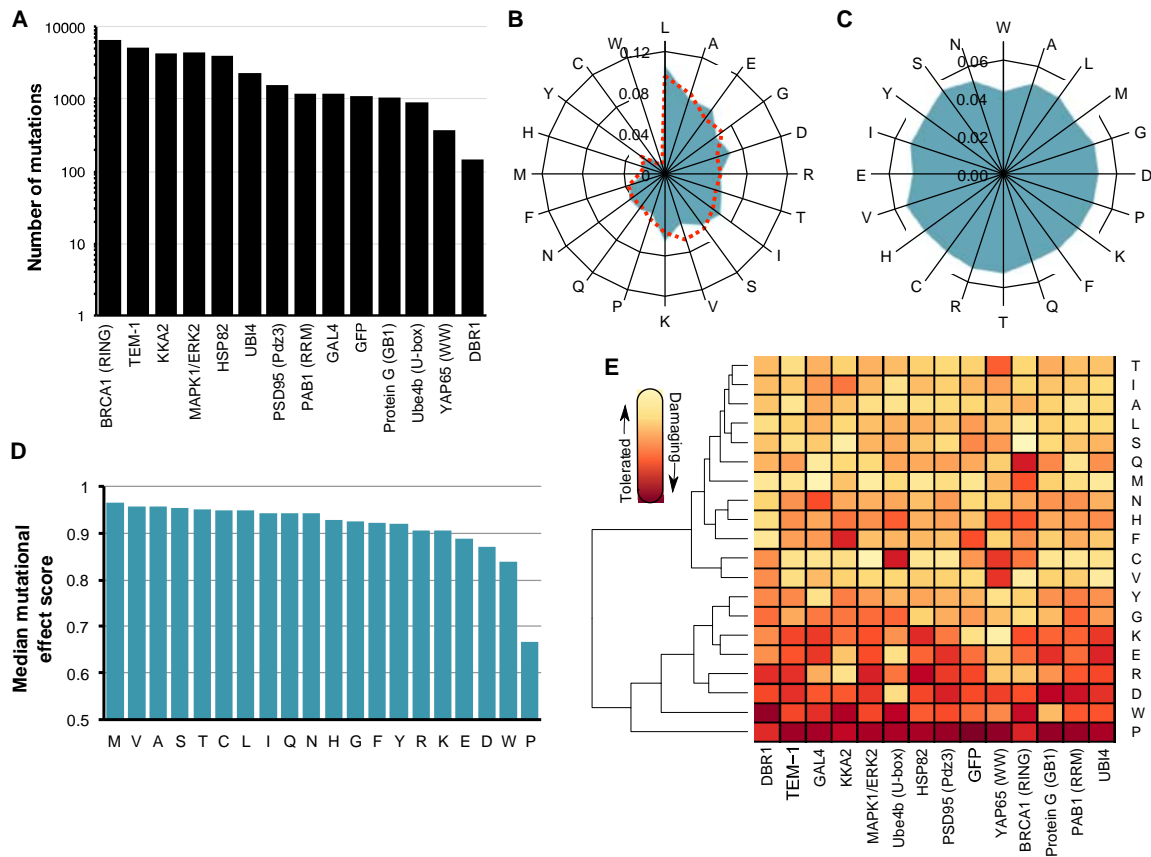 A
Number of mutations
10000
1000
100
10
1
BRCA1 (RING)
TEM-1
KKA2
MAPK1/ERK2
HSP82
UBI4
PSD95 (Pdz3)
PAB1 (RRM)
GAL4
GFP
Protein G (GB1)
Ube4b (U-box)
YAP65 (WW)
DBR1
B
L
A
E
G
D
R
T
I
S
V
K
P
Q
N
F
M
H
Y
C
W
0.12
0.08
0.04
0
C
W
A
L
M
G
D
P
K
F
Q
T
R
C
H
V
E
I
Y
S
N
0.06
0.04
0.02
0.00
D
Median mutational
effect score
1
0.9
0.8
0.7
0.6
0.5
M V A S T C L I Q N H G F Y R K E D W P
E
Tolerated
Damaging
T
I
A
L
S
Q
M
N
H
F
C
V
Y
G
K
E
R
D
W
P
DBR1
TEM−1
GAL4
KKA2
MAPK1/ERK2
Ube4b (U-box)
HSP82
PSD95 (Pdz3)
GFP
YAP65 (WW)
BRCA1 (RING)
Protein G (GB1)
PAB1 (RRM)
UBI4